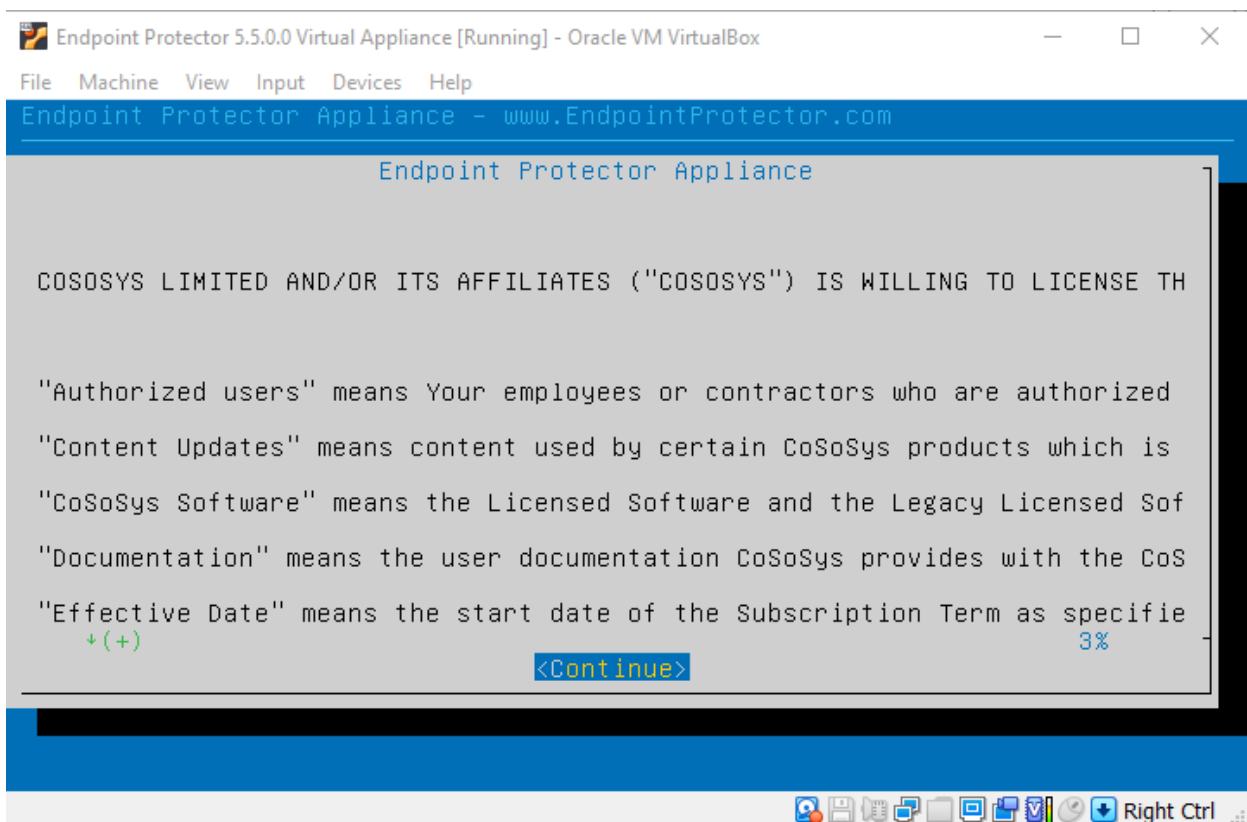 Endpoint Protector 5.5.0.0 Virtual Appliance [Running] - Oracle VM VirtualBox
File Machine View Input Devices Help
Endpoint Protector Appliance - www.EndpointProtector.com
Endpoint Protector Appliance
COSOSYS LIMITED AND/OR ITS AFFILIATES ("COSOSYS") IS WILLING TO LICENSE TH
"Authorized users" means Your employees or contractors who are authorized
"Content Updates" means content used by certain CoSoSys products which is
"CoSoSys Software" means the Licensed Software and the Legacy Licensed Sof
"Documentation" means the user documentation CoSoSys provides with the CoS
"Effective Date" means the start date of the Subscription Term as specifie
↓(+) 3%
<Continue>
Right Ctrl